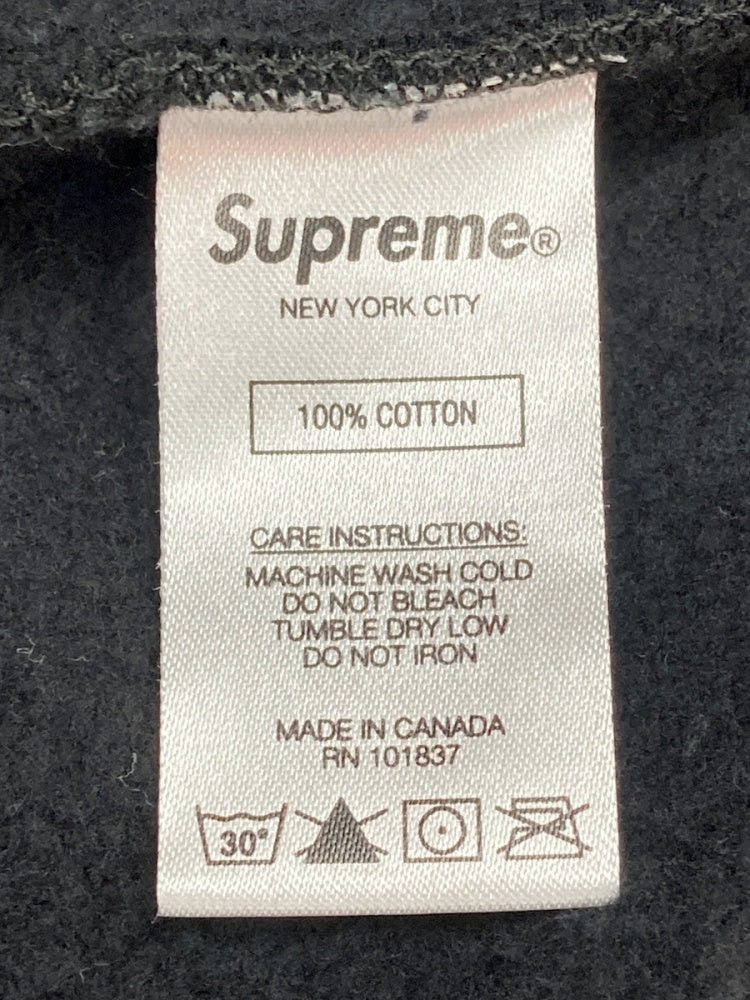 Supreme®
NEW YORK CITY
100% COTTON
CARE INSTRUCTIONS:
MACHINE WASH COLD
DO NOT BLEACH
TUMBLE DRY LOW
DO NOT IRON
MADE IN CANADA
RN 101837
30°